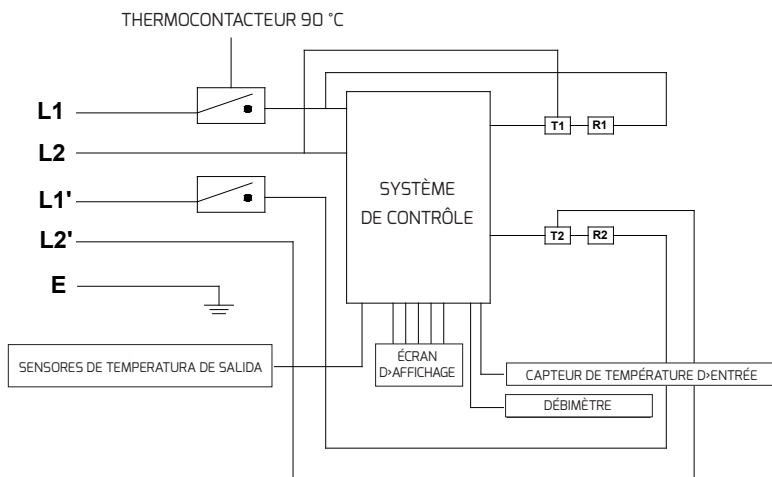 THERMOCONTACTEUR 90 °C
L1
L2
L1'
L2'
E
SYSTÈME
DE CONTRÔLE
T1
R1
T2
R2
SENSORES DE TEMPERATURA DE SALIDA
ÉCRAN
D>AFFICHAGE
CAPTEUR DE TEMPÉRATURE D>ENTRÉE
DÉBIMÈTRE